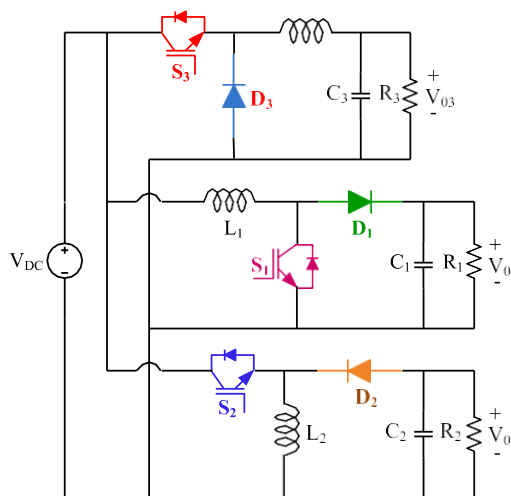 S3
D3
C3
R3
+
V03
-
L1
D1
VDC
+
-
S1
C1
R1
+
V0
-
S2
D2
L2
C2
R2
+
V0
-